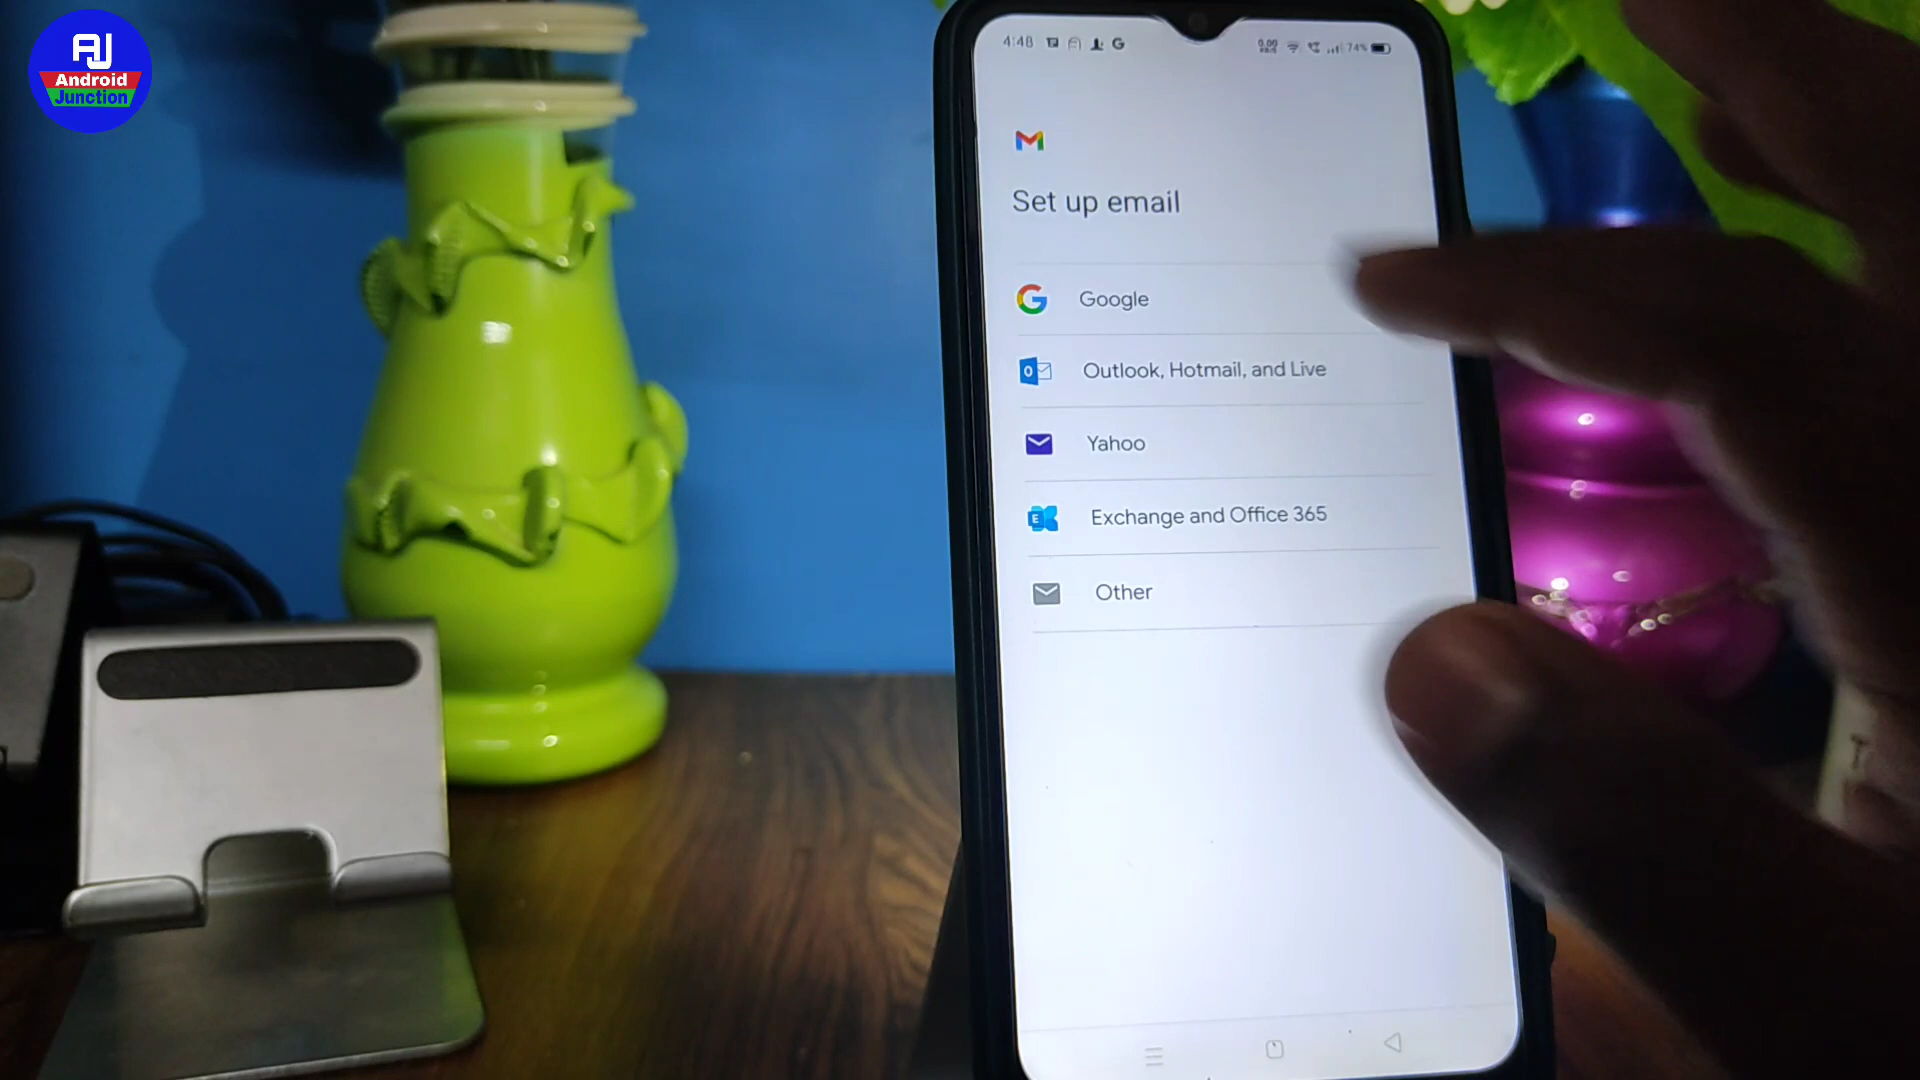 AJ
Android
Junction
4:48
74%
Set up email
Google
Outlook, Hotmail, and Live
Yahoo
Exchange and Office 365
Other